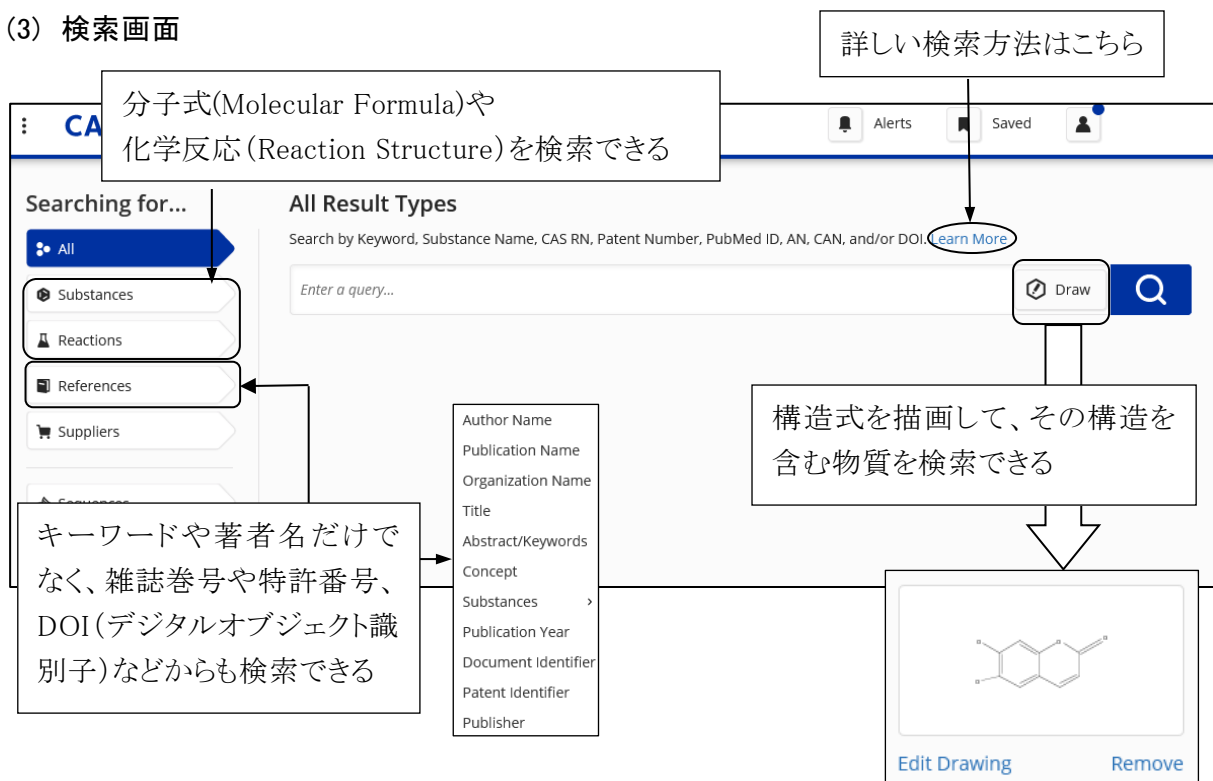 (3) 検索画面
詳しい検索方法はこちら
分子式(Molecular Formula)や
化学反応(Reaction Structure)を検索できる
CA
Alerts
Saved
Searching for...
All
Substances
Reactions
References
Suppliers
All Result Types
Search by Keyword, Substance Name, CAS RN, Patent Number, PubMed ID, AN, CAN, and/or DOI. Learn More
Enter a query...
Draw
キーワードや著者名だけで
なく、雑誌巻号や特許番号、
DOI(デジタルオブジェクト識
別子)などからも検索できる
Author Name
Publication Name
Organization Name
Title
Abstract/Keywords
Concept
Substances ›
Publication Year
Document Identifier
Patent Identifier
Publisher
構造式を描画して、その構造を
含む物質を検索できる
Edit Drawing
Remove